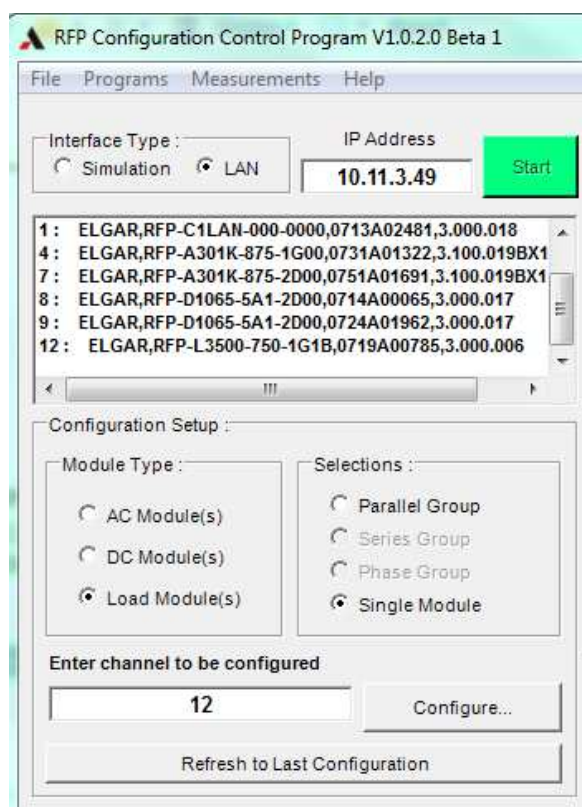 RFP Configuration Control Program V1.0.2.0 Beta 1
File Programs Measurements Help
Interface Type :
Simulation LAN
IP Address
10.11.3.49
Start
1 : ELGAR,RFP-C1LAN-000-0000,0713A02481,3.000.018
4 : ELGAR,RFP-A301K-875-1G00,0731A01322,3.100.019BX1
7 : ELGAR,RFP-A301K-875-2D00,0751A01691,3.100.019BX1
8 : ELGAR,RFP-D1065-5A1-2D00,0714A00065,3.000.017
9 : ELGAR,RFP-D1065-5A1-2D00,0724A01962,3.000.017
12 : ELGAR,RFP-L3500-750-1G1B,0719A00785,3.000.006
Configuration Setup :
Module Type :
AC Module(s)
DC Module(s)
Load Module(s)
Selections :
Parallel Group
Series Group
Phase Group
Single Module
Enter channel to be configured
12
Configure...
Refresh to Last Configuration